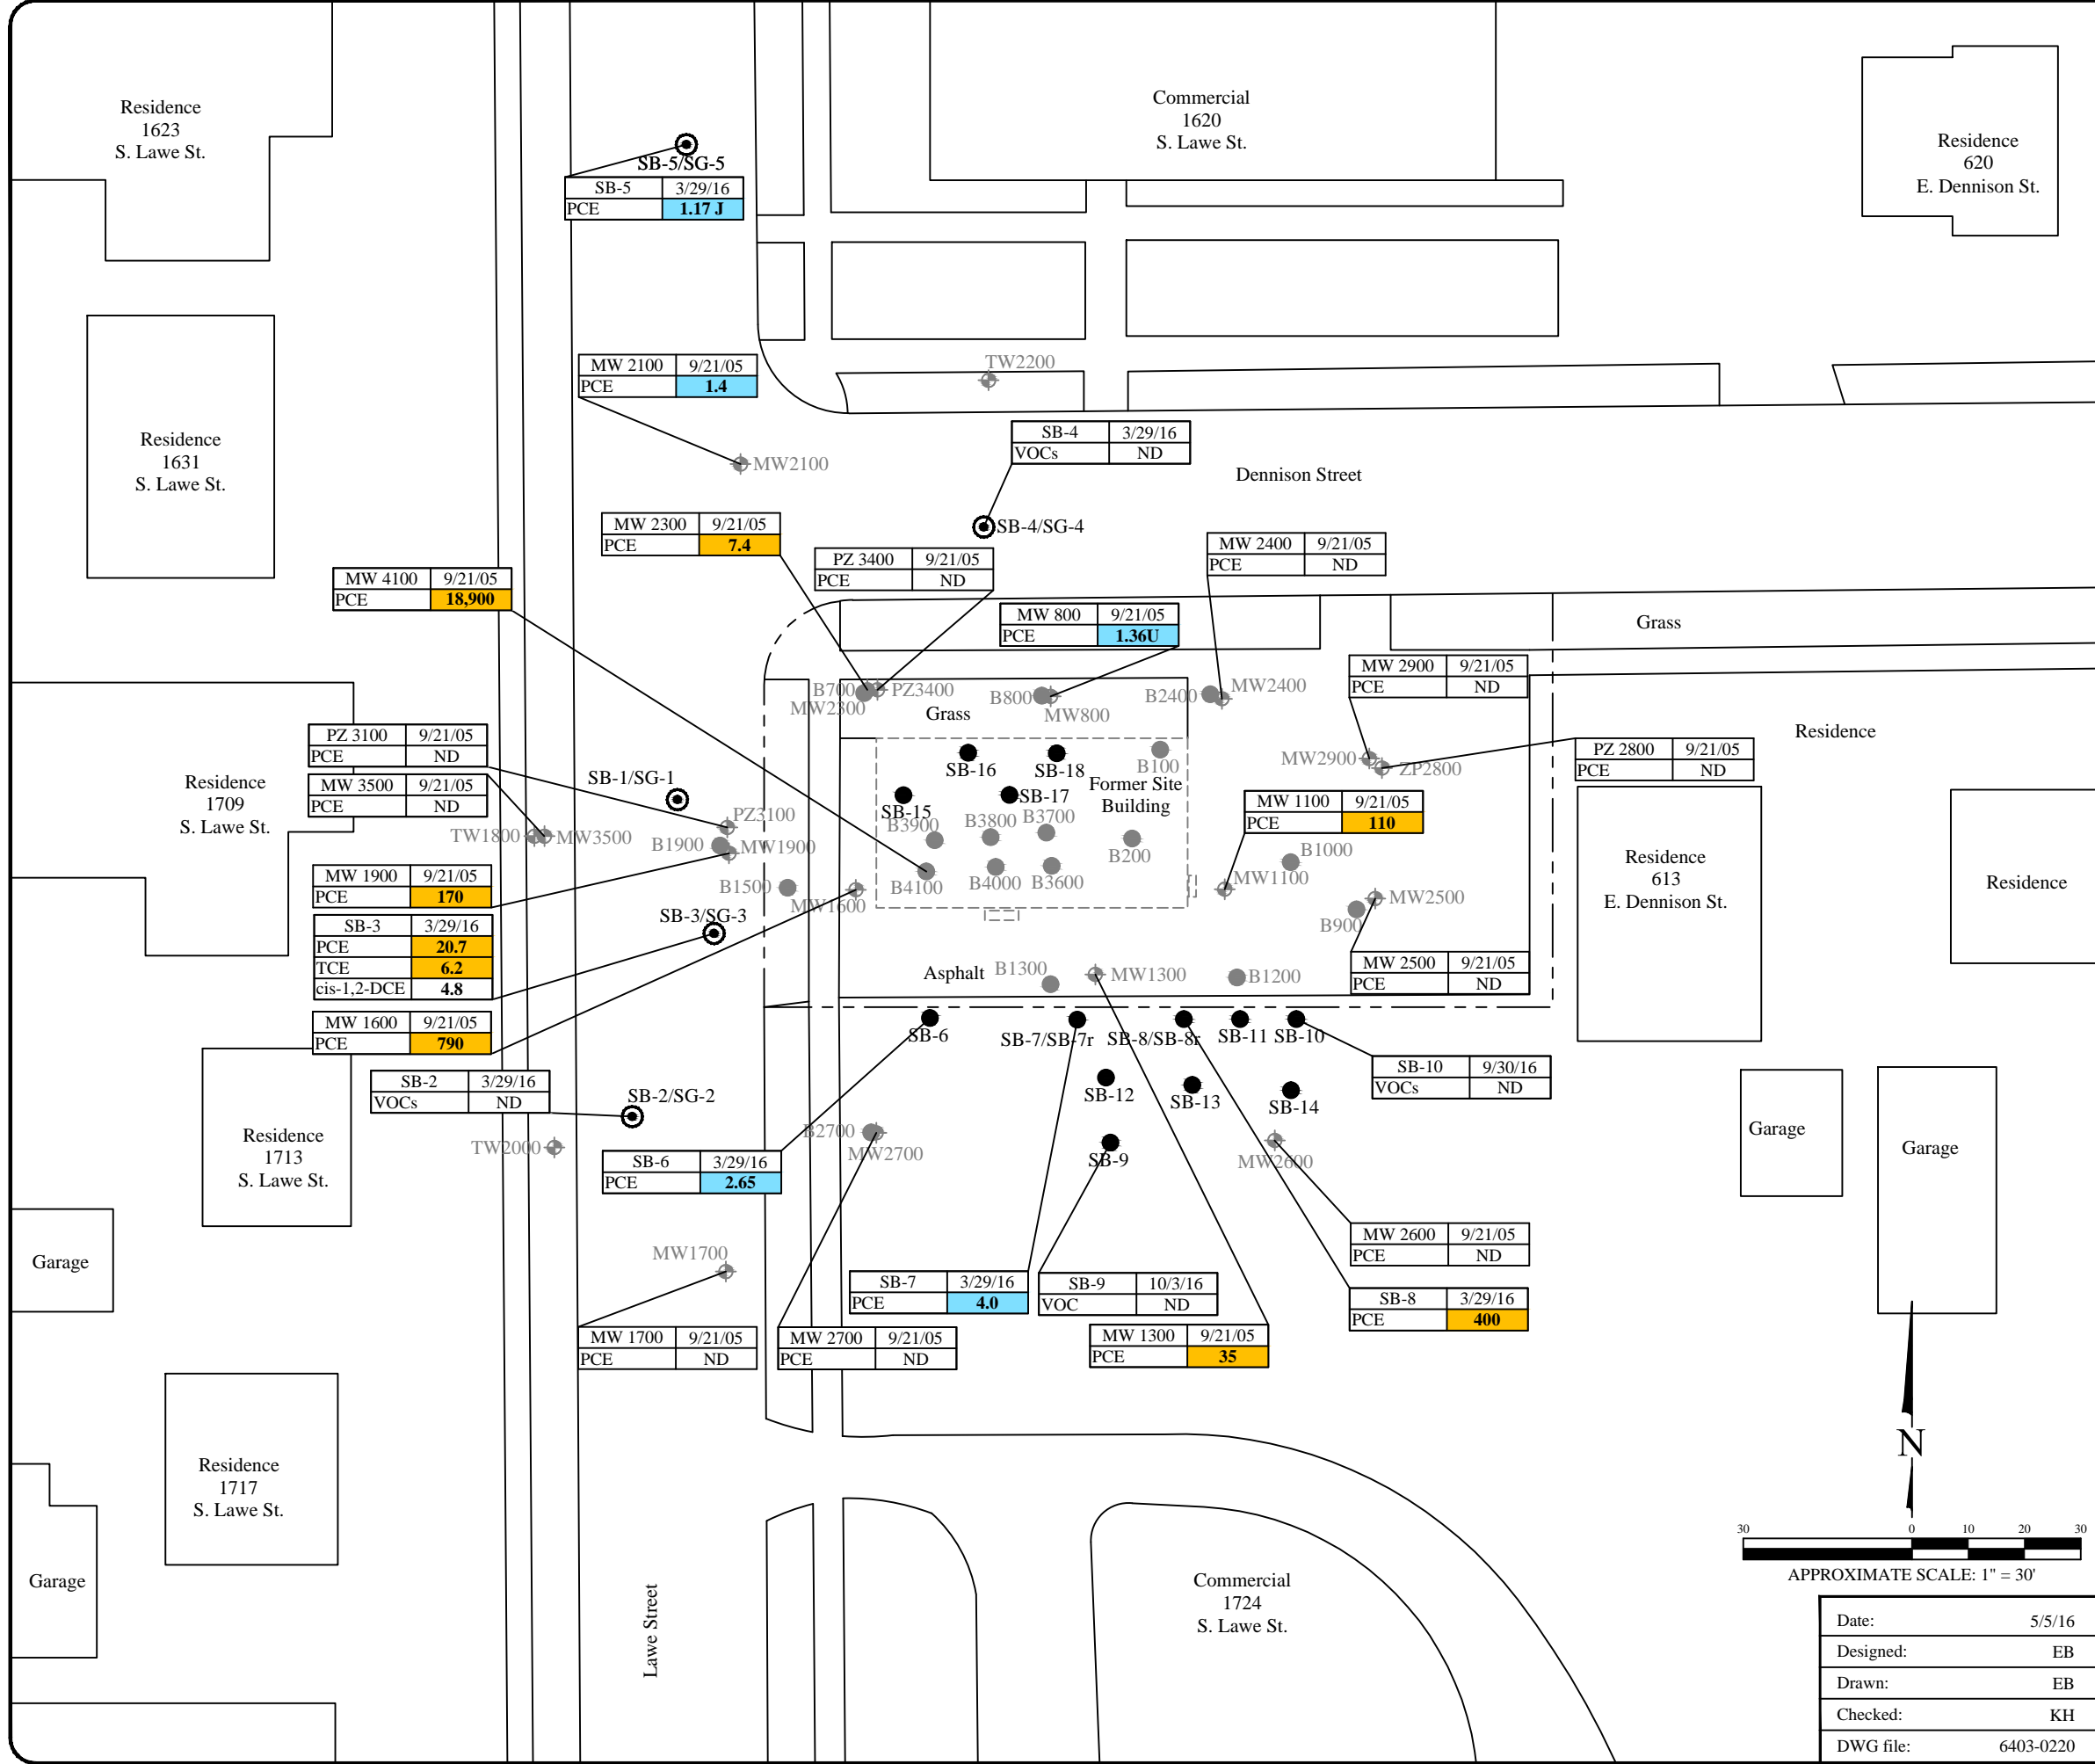 Residence
1623
S. Lawe St.
Commercial
1620
S. Lawe St.
Residence
620
E. Dennison St.
SB-5/SG-5
SB-5 3/29/16
PCE 1.17 J
Residence
1631
S. Lawe St.
MW 2100 9/21/05
PCE 1.4
MW2100
TW2200
SB-4 3/29/16
VOCs ND
SB-4/SG-4
Dennison Street
MW 2300 9/21/05
PCE 7.4
PZ 3400 9/21/05
PCE ND
MW 2400 9/21/05
PCE ND
MW 4100 9/21/05
PCE 18,900
MW 800 9/21/05
PCE 1.36U
Grass
MW 2900 9/21/05
PCE ND
B700
PZ3400
MW2300
B800
MW800
B2400
MW2400
Grass
Residence
PZ 3100 9/21/05
PCE ND
MW 3500 9/21/05
PCE ND
Residence
1709
S. Lawe St.
SB-1/SG-1
SB-16
SB-18
B100
Former Site
Building
MW2900
ZP2800
PZ 2800 9/21/05
PCE ND
SB-15
SB-17
MW 1100 9/21/05
PCE 110
TW1800
MW3500
PZ3100
B1900
MW1900
B3900
B3800
B3700
B200
B1000
B1500
MW1600
B4100
B4000
B3600
MW1100
MW2500
B900
Residence
613
E. Dennison St.
Residence
MW 1900 9/21/05
PCE 170
SB-3/SG-3
SB-3 3/29/16
PCE 20.7
TCE 6.2
cis-1,2-DCE 4.8
MW 1600 9/21/05
PCE 790
Asphalt
B1300
MW1300
B1200
MW 2500 9/21/05
PCE ND
SB-6
SB-7/SB-7r
SB-8/SB-8r
SB-11
SB-10
SB-10 9/30/16
VOCs ND
SB-2 3/29/16
VOCs ND
SB-2/SG-2
SB-12
SB-13
SB-14
Residence
1713
S. Lawe St.
TW2000
B2700
MW2700
SB-9
MW2600
Garage
Garage
SB-6 3/29/16
PCE 2.65
Garage
MW1700
MW 2600 9/21/05
PCE ND
SB-7 3/29/16
PCE 4.0
SB-9 10/3/16
VOC ND
SB-8 3/29/16
PCE 400
MW 1700 9/21/05
PCE ND
MW 2700 9/21/05
PCE ND
MW 1300 9/21/05
PCE 35
Residence
1717
S. Lawe St.
Garage
Lawe Street
Commercial
1724
S. Lawe St.
N
30 0 10 20 30
APPROXIMATE SCALE: 1" = 30'
Date: 5/5/16
Designed: EB
Drawn: EB
Checked: KH
DWG file: 6403-0220